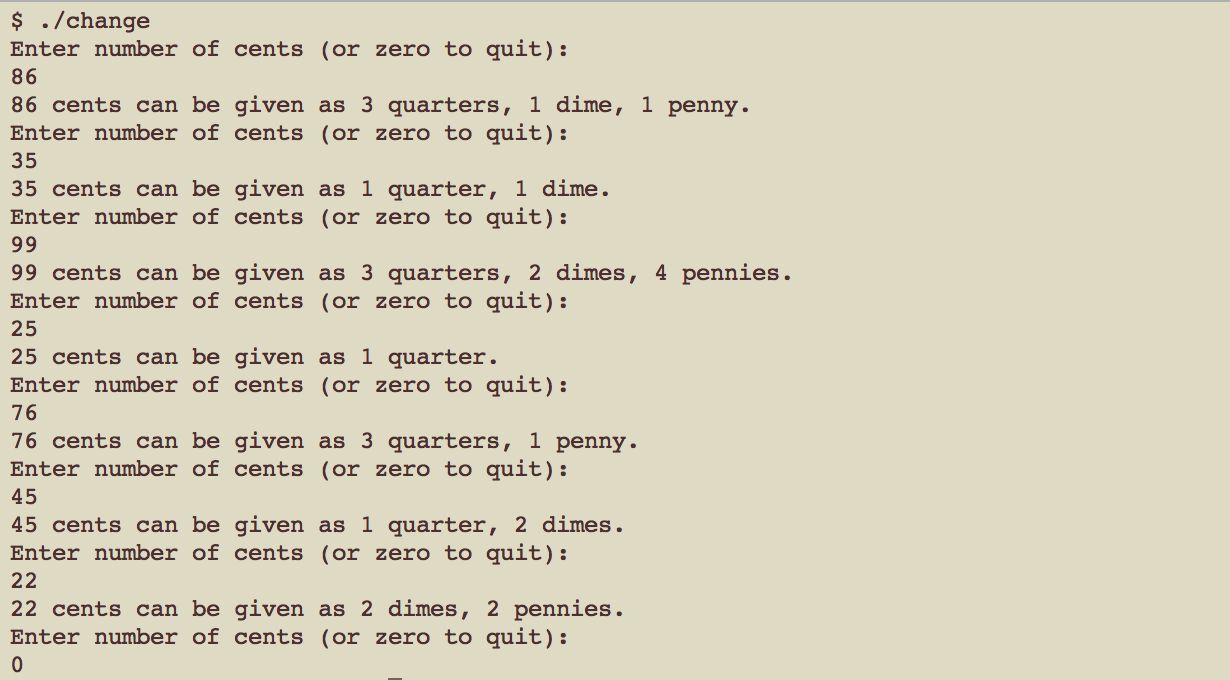 $ ./change
Enter number of cents (or zero to quit):
86
86 cents can be given as 3 quarters, 1 dime, 1 penny.
Enter number of cents (or zero to quit):
35
35 cents can be given as 1 quarter, 1 dime.
Enter number of cents (or zero to quit):
99
99 cents can be given as 3 quarters, 2 dimes, 4 pennies.
Enter number of cents (or zero to quit):
25
25 cents can be given as 1 quarter.
Enter number of cents (or zero to quit):
76
76 cents can be given as 3 quarters, 1 penny.
Enter number of cents (or zero to quit):
45
45 cents can be given as 1 quarter, 2 dimes.
Enter number of cents (or zero to quit):
22
22 cents can be given as 2 dimes, 2 pennies.
Enter number of cents (or zero to quit):
0